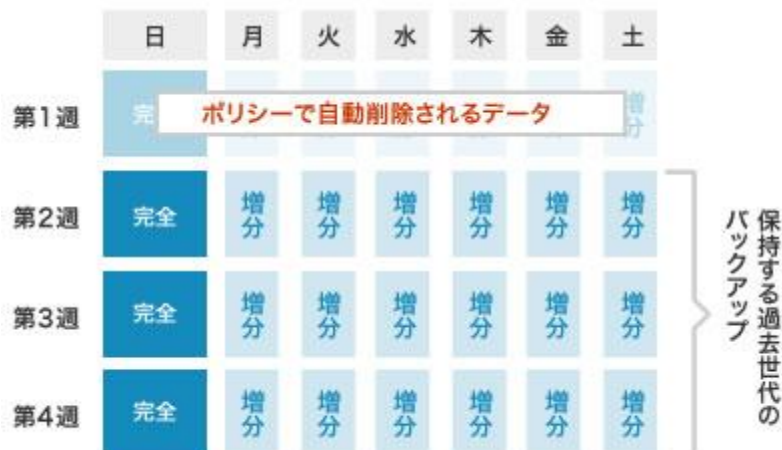 日 月 火 水 木 金 土
第1週 完 ポリシーで自動削除されるデータ 増分
第2週 完全 増分 増分 増分 増分 増分 増分
第3週 完全 増分 増分 増分 増分 増分 増分
第4週 完全 増分 増分 増分 増分 増分 増分
保持する過去世代の
バックアップ